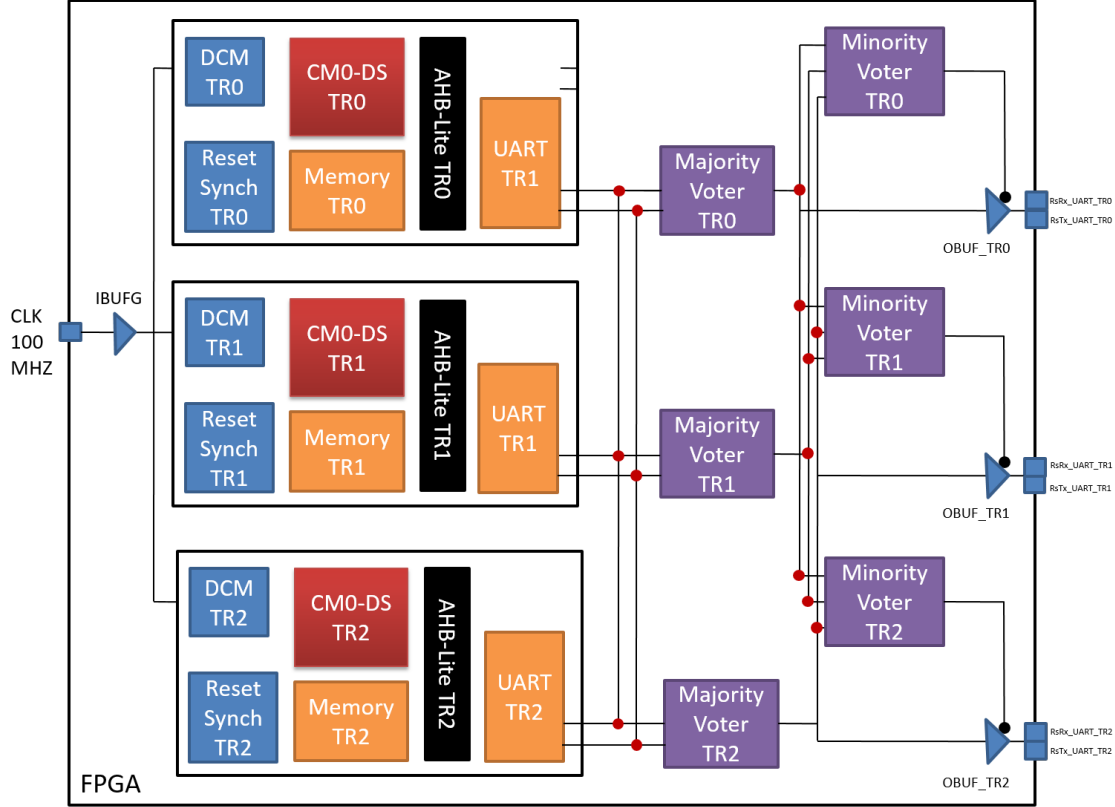 DCM
TR0
CM0-DS
TR0
AHB-Lite TR0
Reset
Synch
TR0
Memory
TR0
UART
TR1
Majority
Voter
TR0
Minority
Voter
TR0
RsRx_UART_TR0
RsTx_UART_TR0
OBUF_TR0
CLK
100
MHZ
IBUFG
DCM
TR1
CM0-DS
TR1
AHB-Lite TR1
Reset
Synch
TR1
Memory
TR1
UART
TR1
Majority
Voter
TR1
Minority
Voter
TR1
RsRx_UART_TR1
RsTx_UART_TR1
OBUF_TR1
DCM
TR2
CM0-DS
TR2
AHB-Lite TR2
Reset
Synch
TR2
Memory
TR2
UART
TR2
Majority
Voter
TR2
Minority
Voter
TR2
RsRx_UART_TR2
RsTx_UART_TR2
OBUF_TR2
FPGA